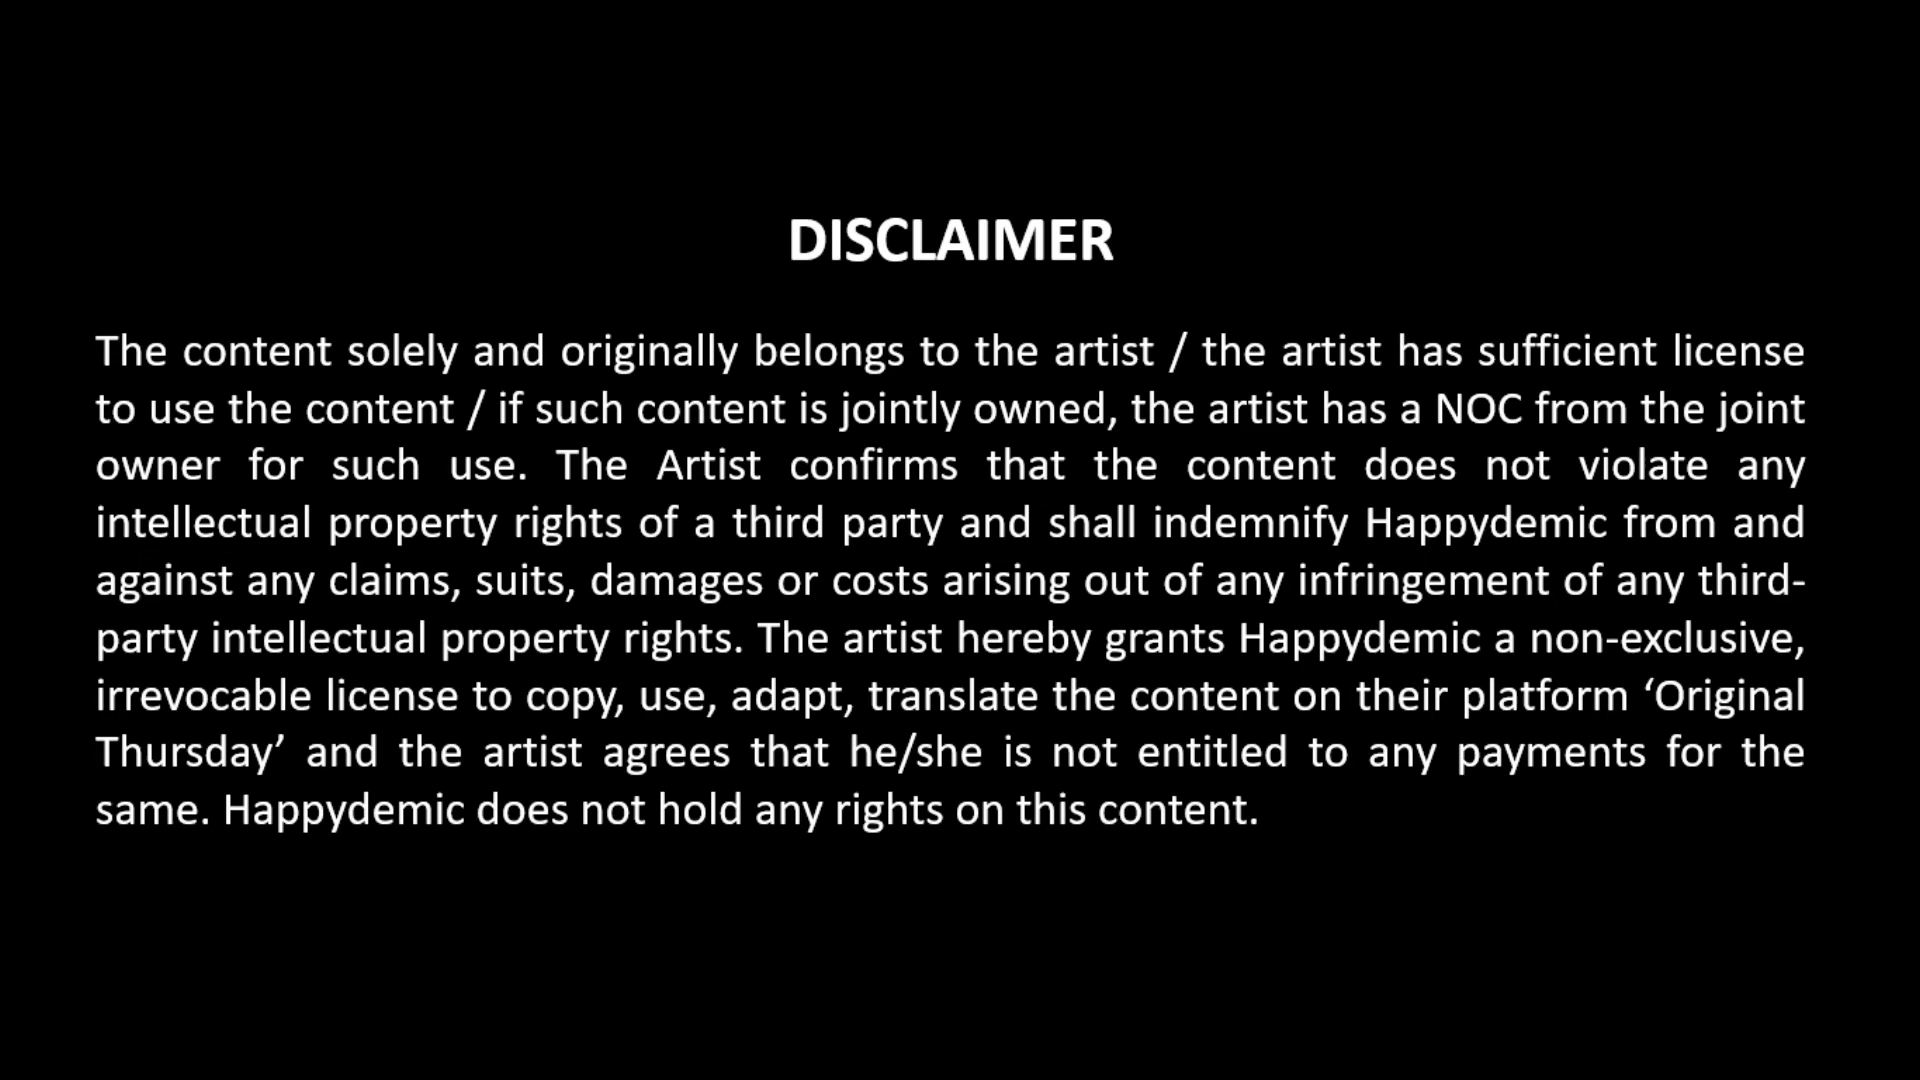 DISCLAIMER
The content solely and originally belongs to the artist / the artist has sufficient license
to use the content / if such content is jointly owned, the artist has a NOC from the joint
owner for such use. The Artist confirms that the content does not violate any
intellectual property rights of a third party and shall indemnify Happydemic from and
against any claims, suits, damages or costs arising out of any infringement of any third-
party intellectual property rights. The artist hereby grants Happydemic a non-exclusive,
irrevocable license to copy, use, adapt, translate the content on their platform ‘Original
Thursday’ and the artist agrees that he/she is not entitled to any payments for the
same. Happydemic does not hold any rights on this content.